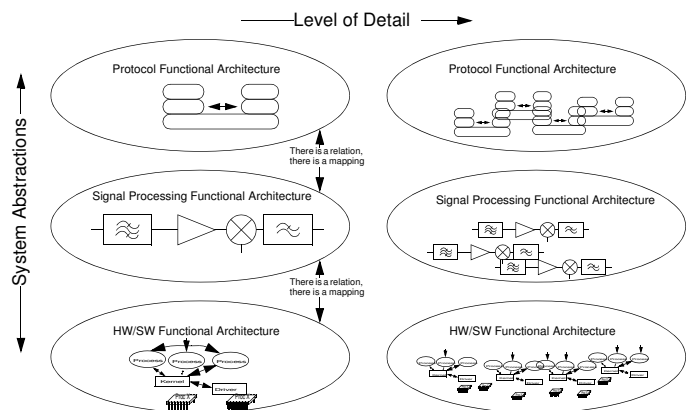 Level of Detail
System Abstractions
Protocol Functional Architecture
Protocol Functional Architecture
There is a relation,
there is a mapping
Signal Processing Functional Architecture
Signal Processing Functional Architecture
There is a relation,
there is a mapping
HW/SW Functional Architecture
HW/SW Functional Architecture
Process
Process
Process
Kernel
Driver